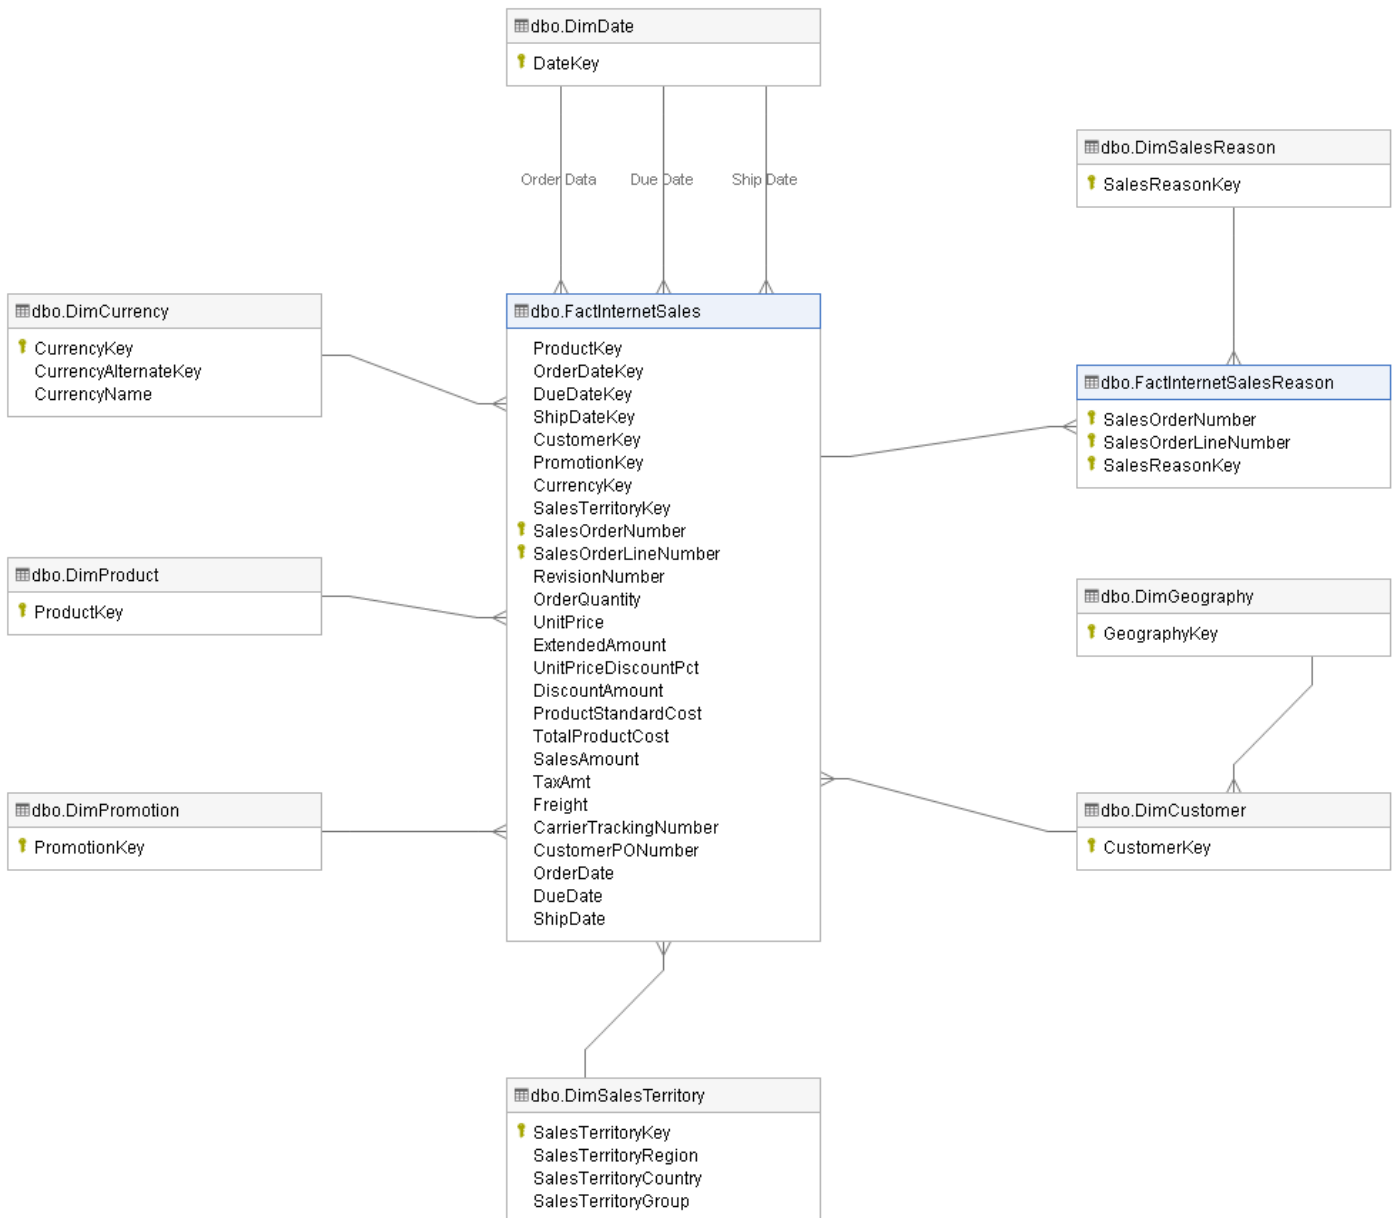 dbo.DimDate
DateKey
Order Data
Due Date
Ship Date
dbo.DimSalesReason
SalesReasonKey
dbo.DimCurrency
CurrencyKey
CurrencyAlternateKey
CurrencyName
dbo.FactInternetSales
ProductKey
OrderDateKey
DueDateKey
ShipDateKey
CustomerKey
PromotionKey
CurrencyKey
SalesTerritoryKey
SalesOrderNumber
SalesOrderLineNumber
RevisionNumber
OrderQuantity
UnitPrice
ExtendedAmount
UnitPriceDiscountPct
DiscountAmount
ProductStandardCost
TotalProductCost
SalesAmount
TaxAmt
Freight
CarrierTrackingNumber
CustomerPONumber
OrderDate
DueDate
ShipDate
dbo.FactInternetSalesReason
SalesOrderNumber
SalesOrderLineNumber
SalesReasonKey
dbo.DimProduct
ProductKey
dbo.DimGeography
GeographyKey
dbo.DimPromotion
PromotionKey
dbo.DimCustomer
CustomerKey
dbo.DimSalesTerritory
SalesTerritoryKey
SalesTerritoryRegion
SalesTerritoryCountry
SalesTerritoryGroup